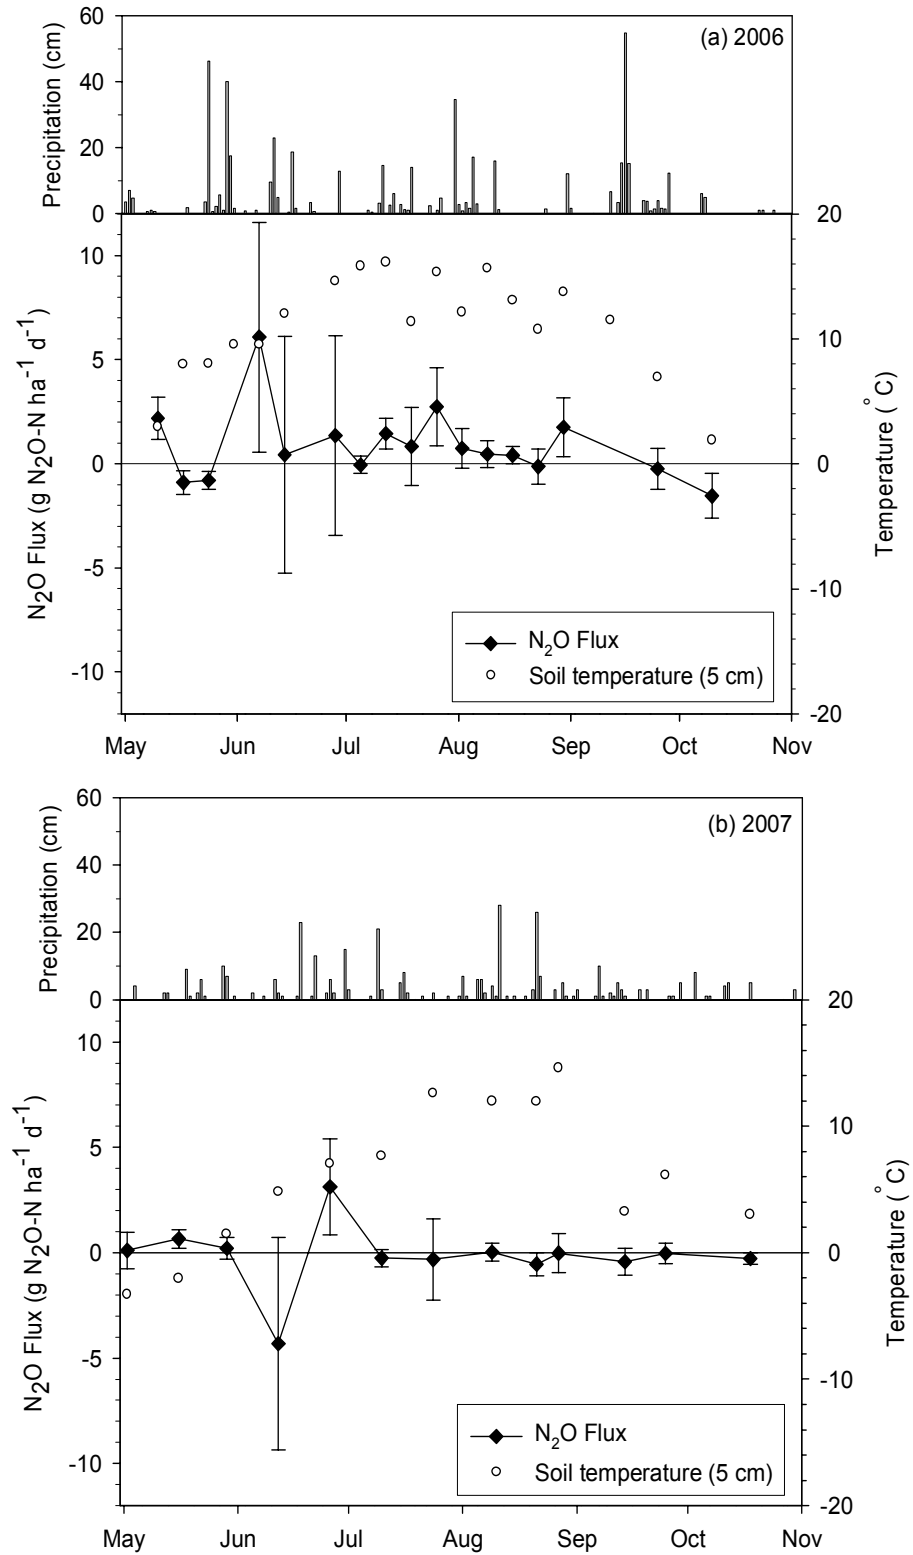 (a) 2006
Precipitation (cm)
60
40
20
0
20
10
0
-10
-20
Temperature (°C)
10
5
0
-5
-10
N2O Flux (g N2O-N ha-1 d-1)
N2O Flux
Soil temperature (5 cm)
May Jun Jul Aug Sep Oct Nov
(b) 2007
Precipitation (cm)
60
40
20
0
20
10
0
-10
-20
Temperature (°C)
10
5
0
-5
-10
N2O Flux (g N2O-N ha-1 d-1)
N2O Flux
Soil temperature (5 cm)
May Jun Jul Aug Sep Oct Nov